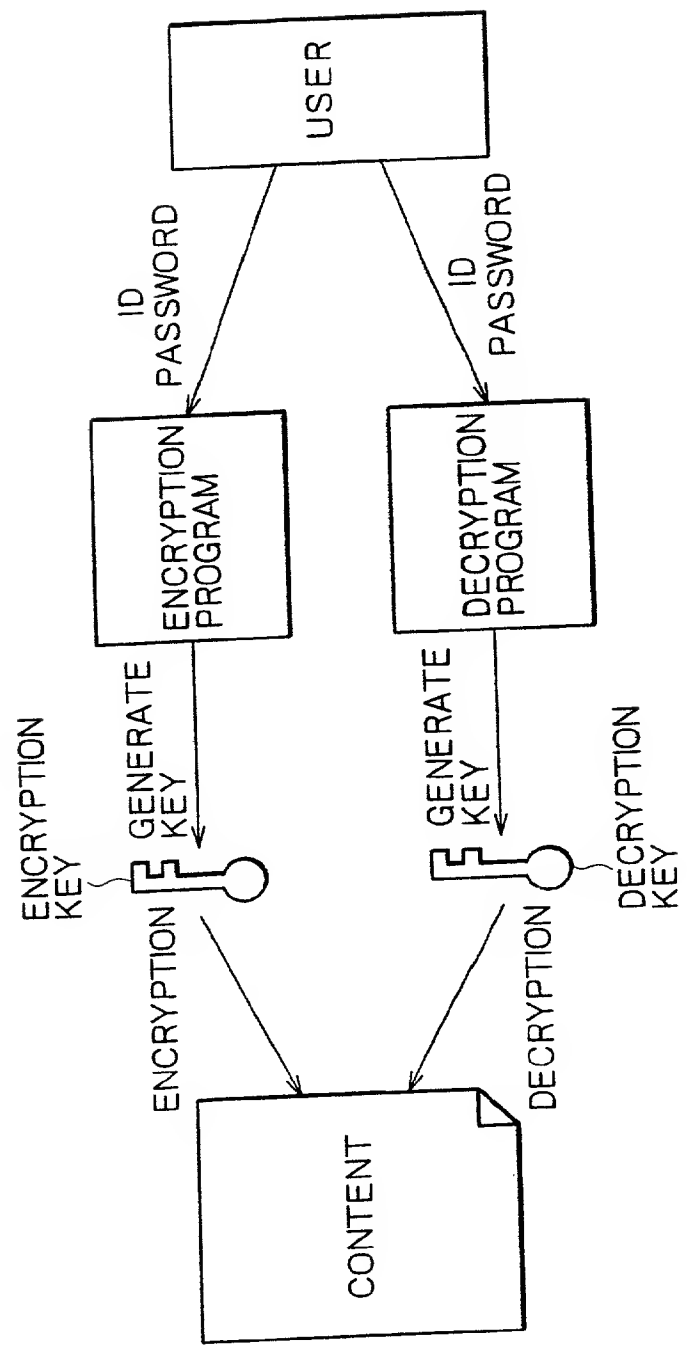 ENCRYPTION
KEY
ENCRYPTION
GENERATE
KEY
ENCRYPTION
PROGRAM
ID
PASSWORD
CONTENT
USER
DECRYPTION
GENERATE
KEY
DECRYPTION
PROGRAM
ID
PASSWORD
DECRYPTION
KEY